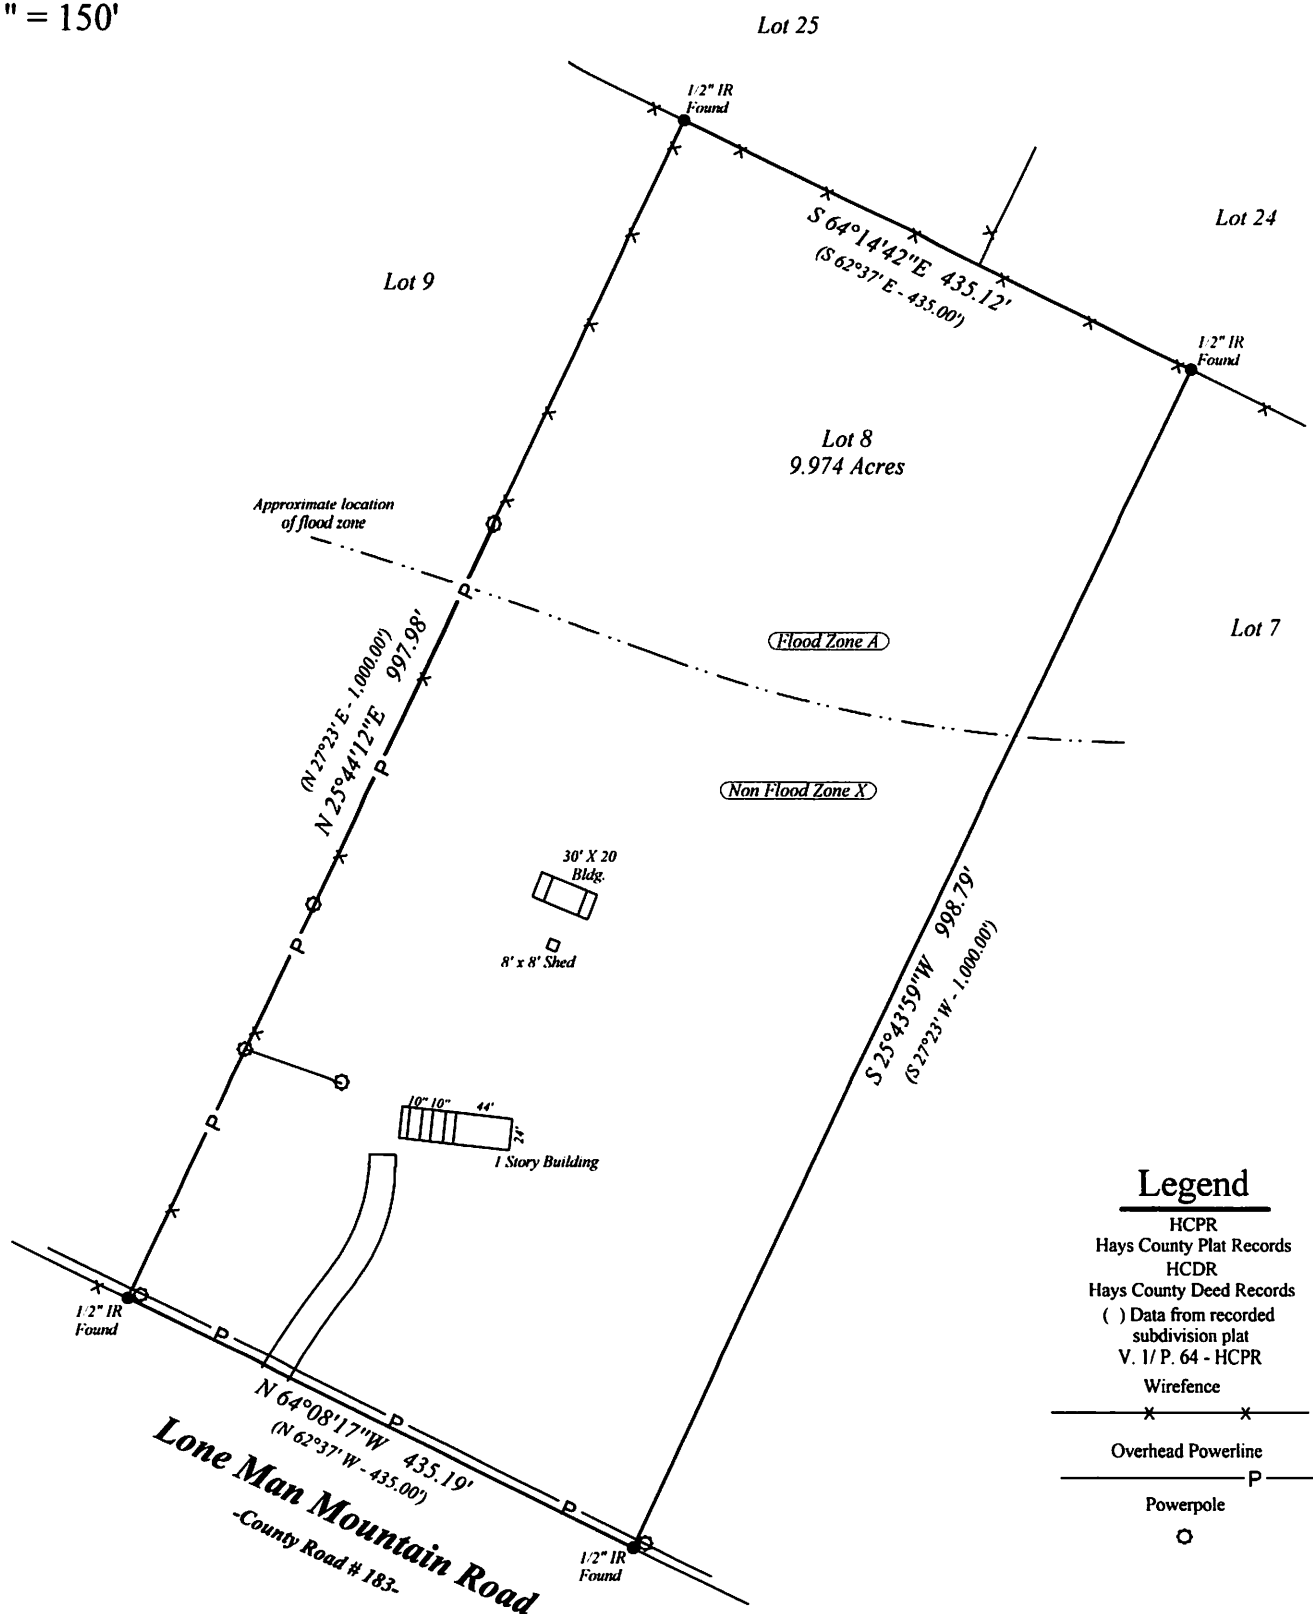 " = 150'
Lot 25
1/2" IR
Found
Lot 24
S 64°14'42"E 435.12'
(S 62°37' E - 435.00')
Lot 9
1/2" IR
Found
Lot 8
9.974 Acres
Approximate location
of flood zone
Flood Zone A
Lot 7
P
(N 27°23' E - 1,000.00')
N 25°44'12"E 997.98'
P
Non Flood Zone X
30' X 20
Bldg.
8' x 8' Shed
P
S 25°43'59"W 998.79'
(S 27°23' W - 1,000.00')
P
10" 10" 44'
24'
1 Story Building
1/2" IR
Found
P
P
P
N 64°08'17"W 435.19'
(N 62°37' W - 435.00')
Lone Man Mountain Road
-County Road # 183-
1/2" IR
Found
Legend
HCPR
Hays County Plat Records
HCDR
Hays County Deed Records
( ) Data from recorded
subdivision plat
V. 1/ P. 64 - HCPR
Wirefence
Overhead Powerline
P
Powerpole